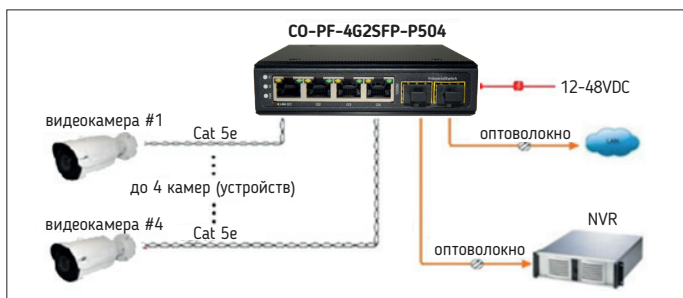 CO-PF-4G2SFP-P504
12-48VDC
видеокамера #1
Cat 5e
оптоволокно
LAN
до 4 камер (устройств)
видеокамера #4
Cat 5e
NVR
оптоволокно